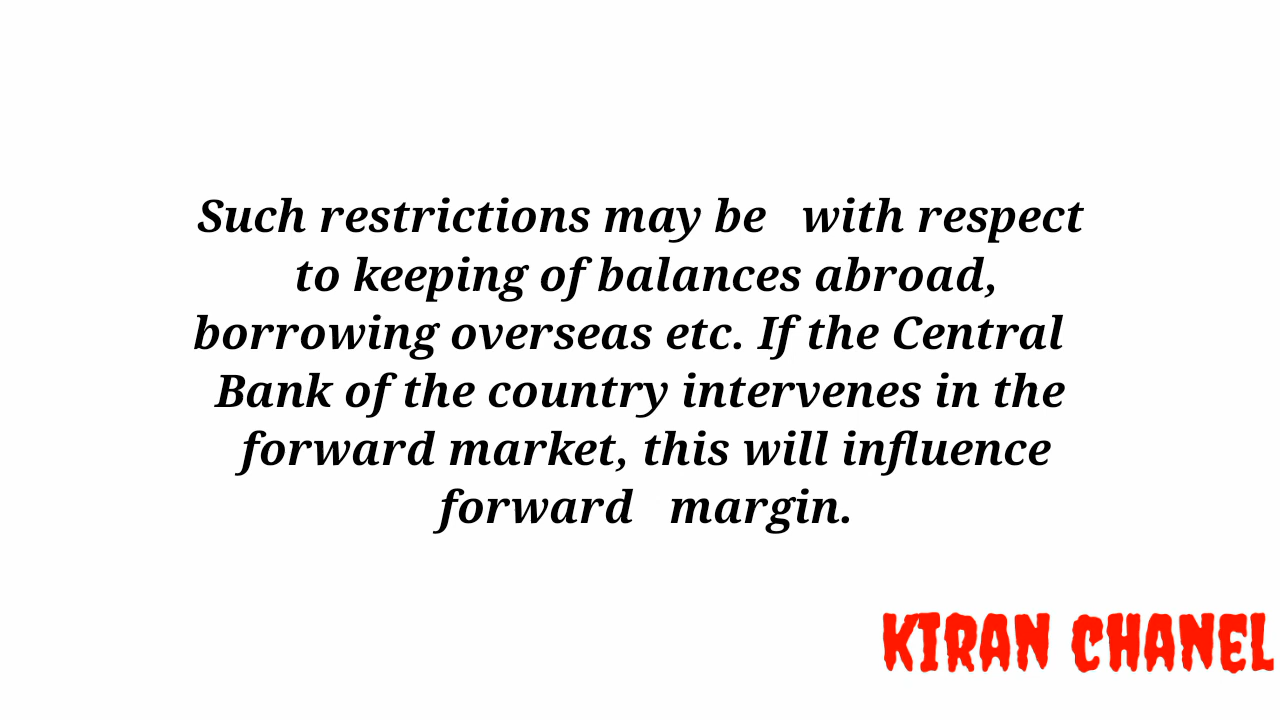 Such restrictions may be with respect
to keeping of balances abroad,
borrowing overseas etc. If the Central
Bank of the country intervenes in the
forward market, this will influence
forward margin.
KIRAN CHANEL